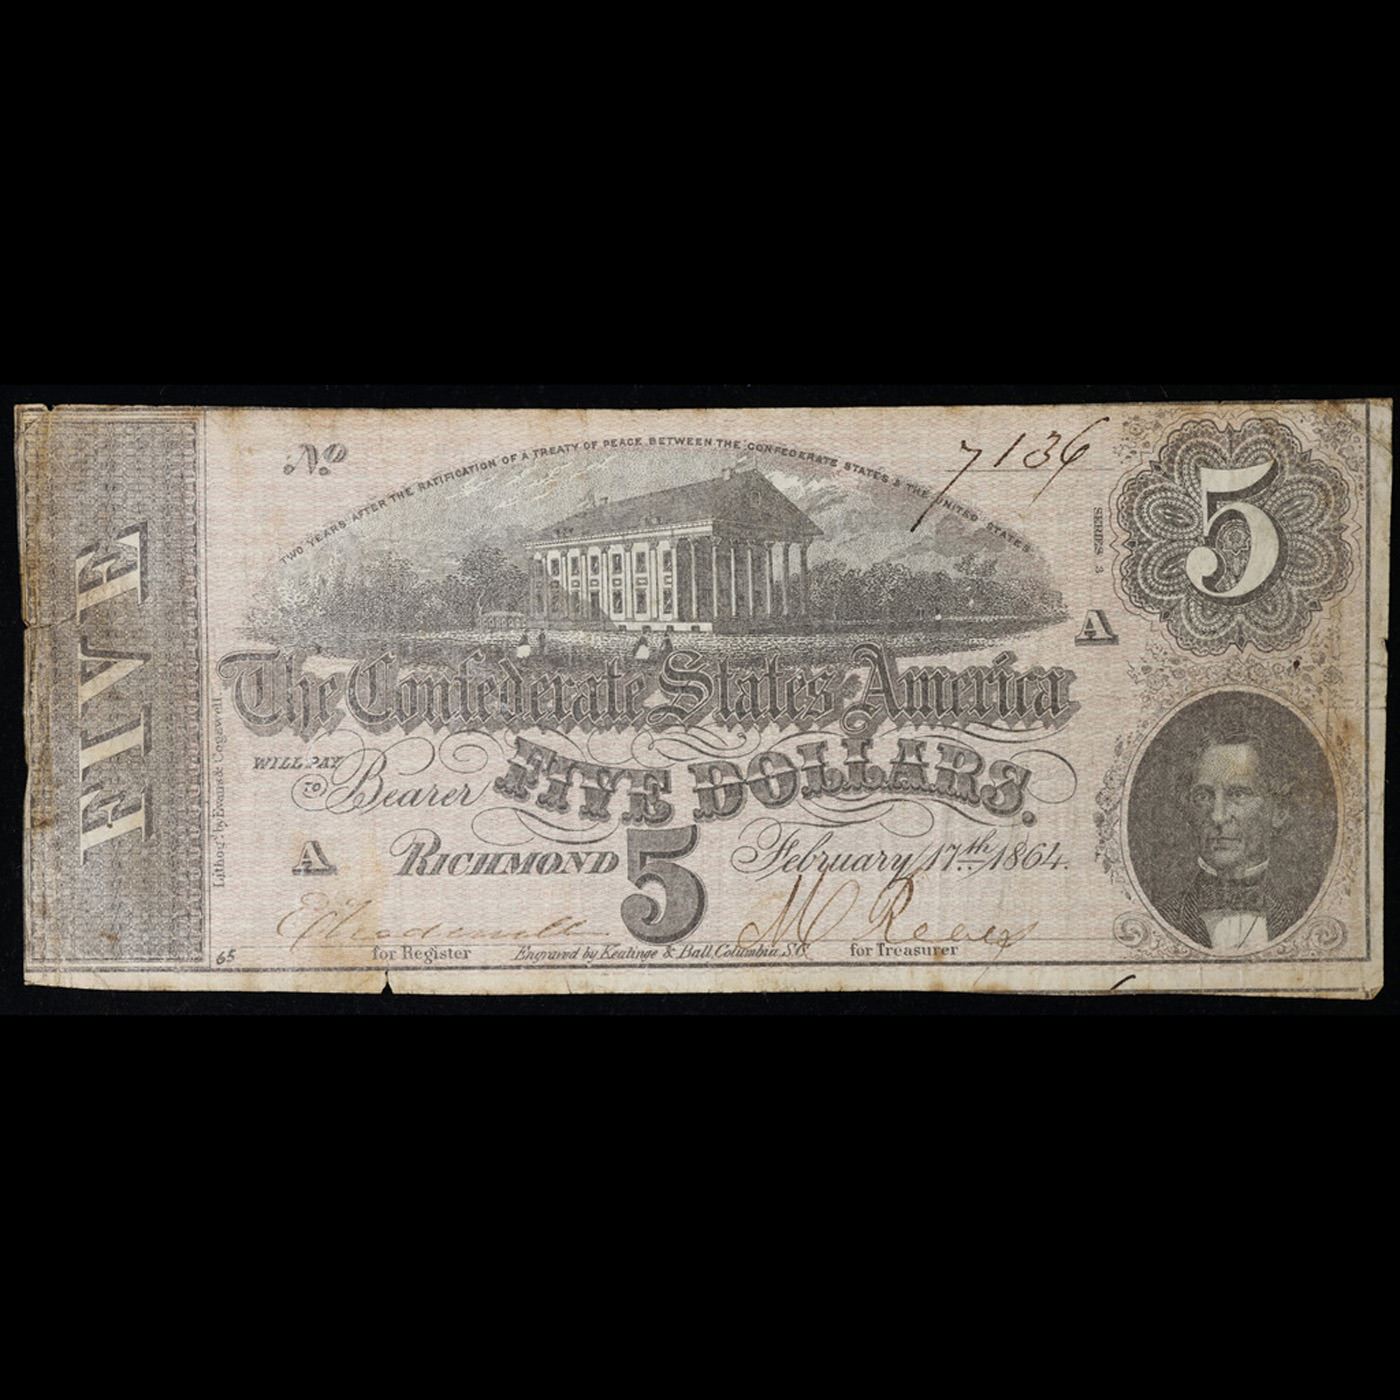 No 7136
TWO YEARS AFTER THE RATIFICATION OF A TREATY OF PEACE BETWEEN THE CONFEDERATE STATES & THE UNITED STATES
5
SERIES 3
A
FIVE
The Confederate States of America
WILL PAY TO Bearer FIVE DOLLARS.
A RICHMOND 5 February 17th 1864.
Lithog'd by Evans & Cogswell
M Reeves
65 for Register Engraved by Keatinge & Ball, Columbia, S.C. for Treasurer